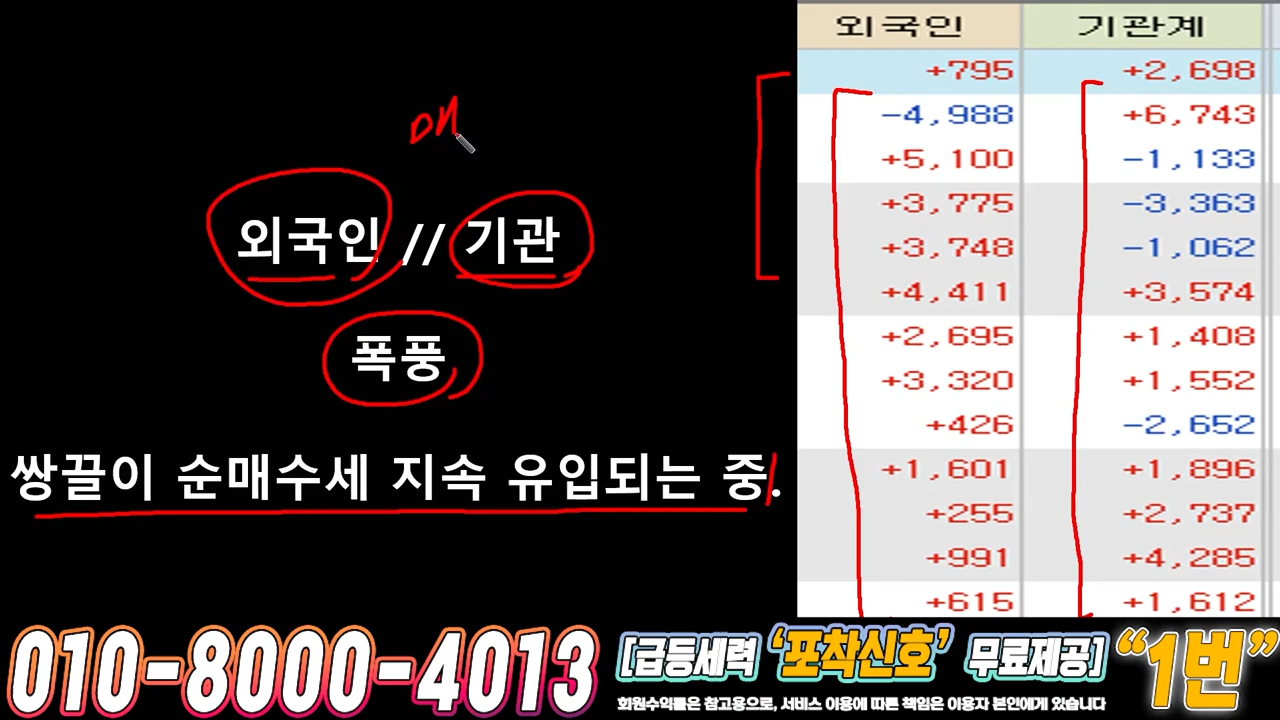 외국인 기관계
+795 +2,698
-4,988 +6,743
+5,100 -1,133
+3,775 -3,363
+3,748 -1,062
+4,411 +3,574
+2,695 +1,408
+3,320 +1,552
+426 -2,652
+1,601 +1,896
+255 +2,737
+991 +4,285
+615 +1,612
외국인 // 기관
폭풍
쌍끌이 순매수세 지속 유입되는 중.
010-8000-4013 [급등세력 '포착신호' 무료제공] "1번"
회원수익률은 참고용으로, 서비스 이용에 따른 책임은 이용자 본인에게 있습니다